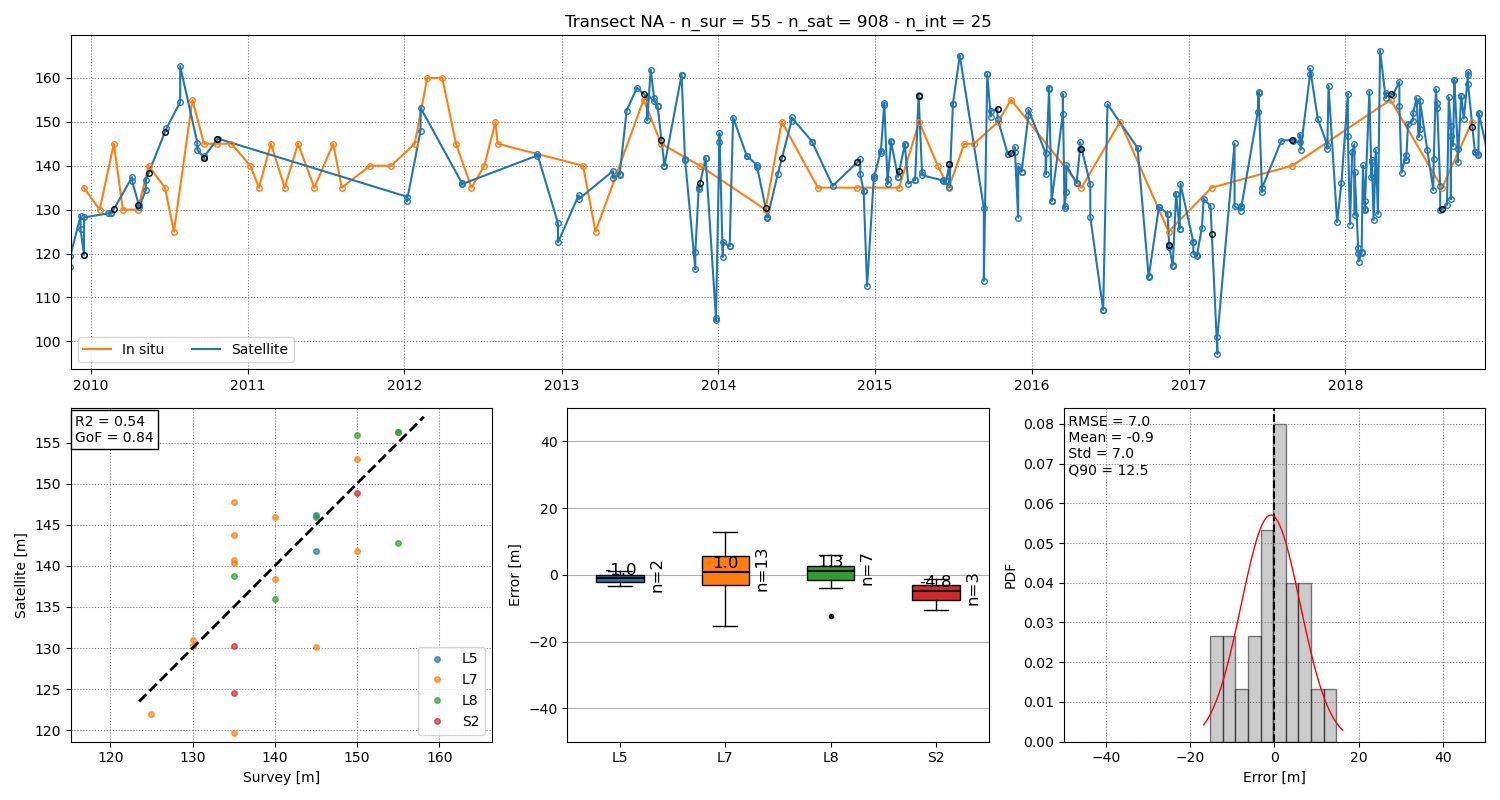 Transect NA - n_sur = 55 - n_sat = 908 - n_int = 25
160
150
140
130
120
110
100
In situ
Satellite
2010
2011
2012
2013
2014
2015
2016
2017
2018
R2 = 0.54
GoF = 0.84
Satellite [m]
155
150
145
140
135
130
125
120
L5
L7
L8
S2
120
130
140
150
160
Survey [m]
Error [m]
40
20
0
−20
−40
-1.0
n=2
1.0
n=13
1.3
n=7
-4.8
n=3
L5
L7
L8
S2
RMSE = 7.0
Mean = -0.9
Std = 7.0
Q90 = 12.5
PDF
0.08
0.07
0.06
0.05
0.04
0.03
0.02
0.01
0.00
−40
−20
0
20
40
Error [m]